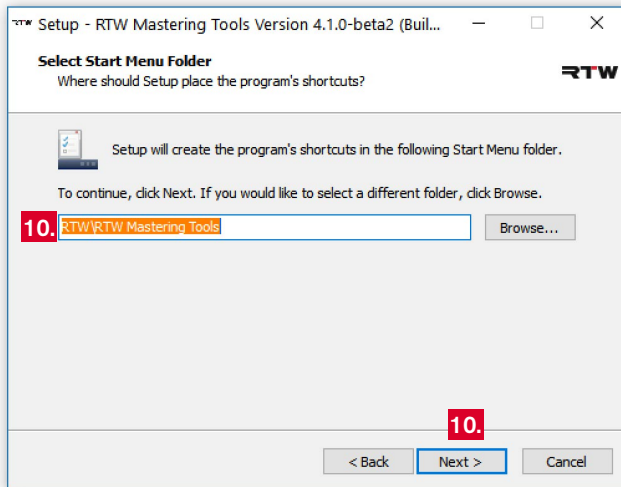 RTW Setup - RTW Mastering Tools Version 4.1.0-beta2 (Buil...
Select Start Menu Folder
Where should Setup place the program's shortcuts?
RTW
Setup will create the program's shortcuts in the following Start Menu folder.
To continue, click Next. If you would like to select a different folder, click Browse.
10. RTW\RTW Mastering Tools Browse...
10.
< Back Next > Cancel